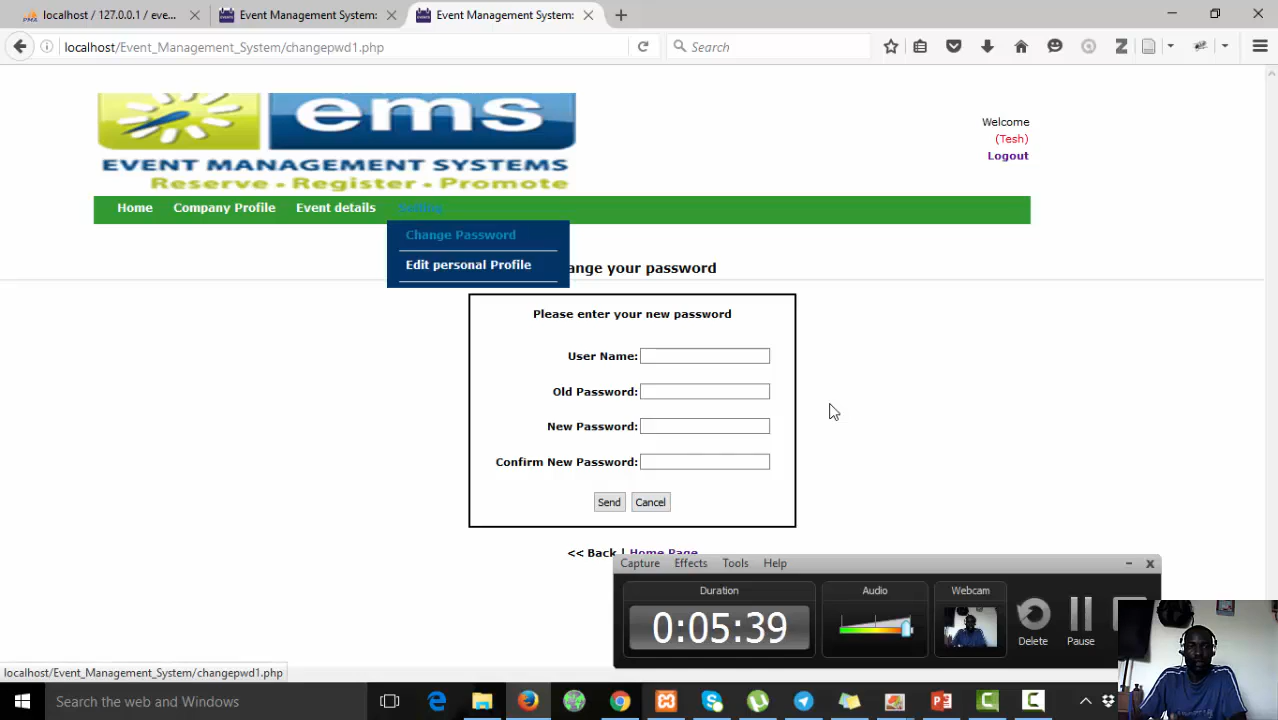 localhost / 127.0.0.1 / eve...
Event Management System
Event Management System
localhost/Event_Management_System/changepwd1.php
Search
ems
EVENT MANAGEMENT SYSTEMS
Reserve • Register • Promote
Welcome
(Tesh)
Logout
Home
Company Profile
Event details
Setting
Change Password
Edit personal Profile
ange your password
Please enter your new password
User Name:
Old Password:
New Password:
Confirm New Password:
Send
Cancel
<< Back | Home Page
Capture
Effects
Tools
Help
Duration
Audio
Webcam
0:05:39
Delete
Pause
localhost/Event_Management_System/changepwd1.php
Search the web and Windows